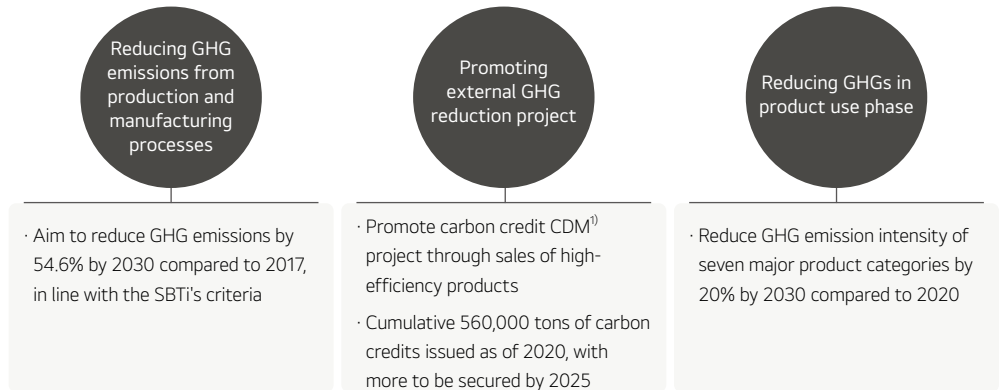 Reducing GHG
emissions from
production and
manufacturing
processes
Promoting
external GHG
reduction project
Reducing GHGs in
product use phase
· Aim to reduce GHG emissions by
54.6% by 2030 compared to 2017,
in line with the SBTi's criteria
· Promote carbon credit CDM1)
project through sales of high-
efficiency products
· Cumulative 560,000 tons of carbon
credits issued as of 2020, with
more to be secured by 2025
· Reduce GHG emission intensity of
seven major product categories by
20% by 2030 compared to 2020